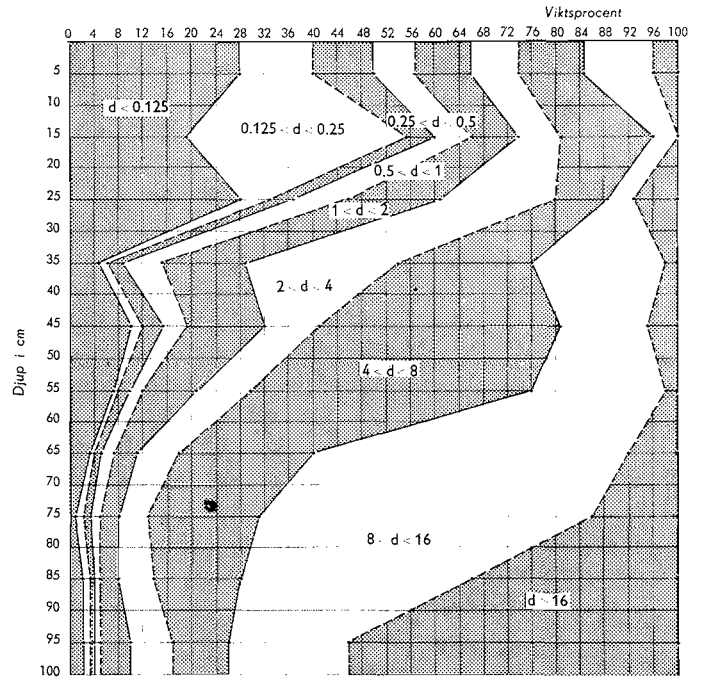 Viktsprocent
0 4 8 12 16 20 24 28 32 36 40 44 48 52 56 60 64 68 72 76 80 84 88 92 96 100
5
10
d < 0.125
0.125 < d < 0.25
0.25 < d < 0,5
15
20
0,5 < d < 1
25
1 < d < 2
30
35
2 < d < 4
40
45
50
4 < d < 8
Djup i cm
55
60
65
70
75
8 < d < 16
80
85
90
d > 16
95
100